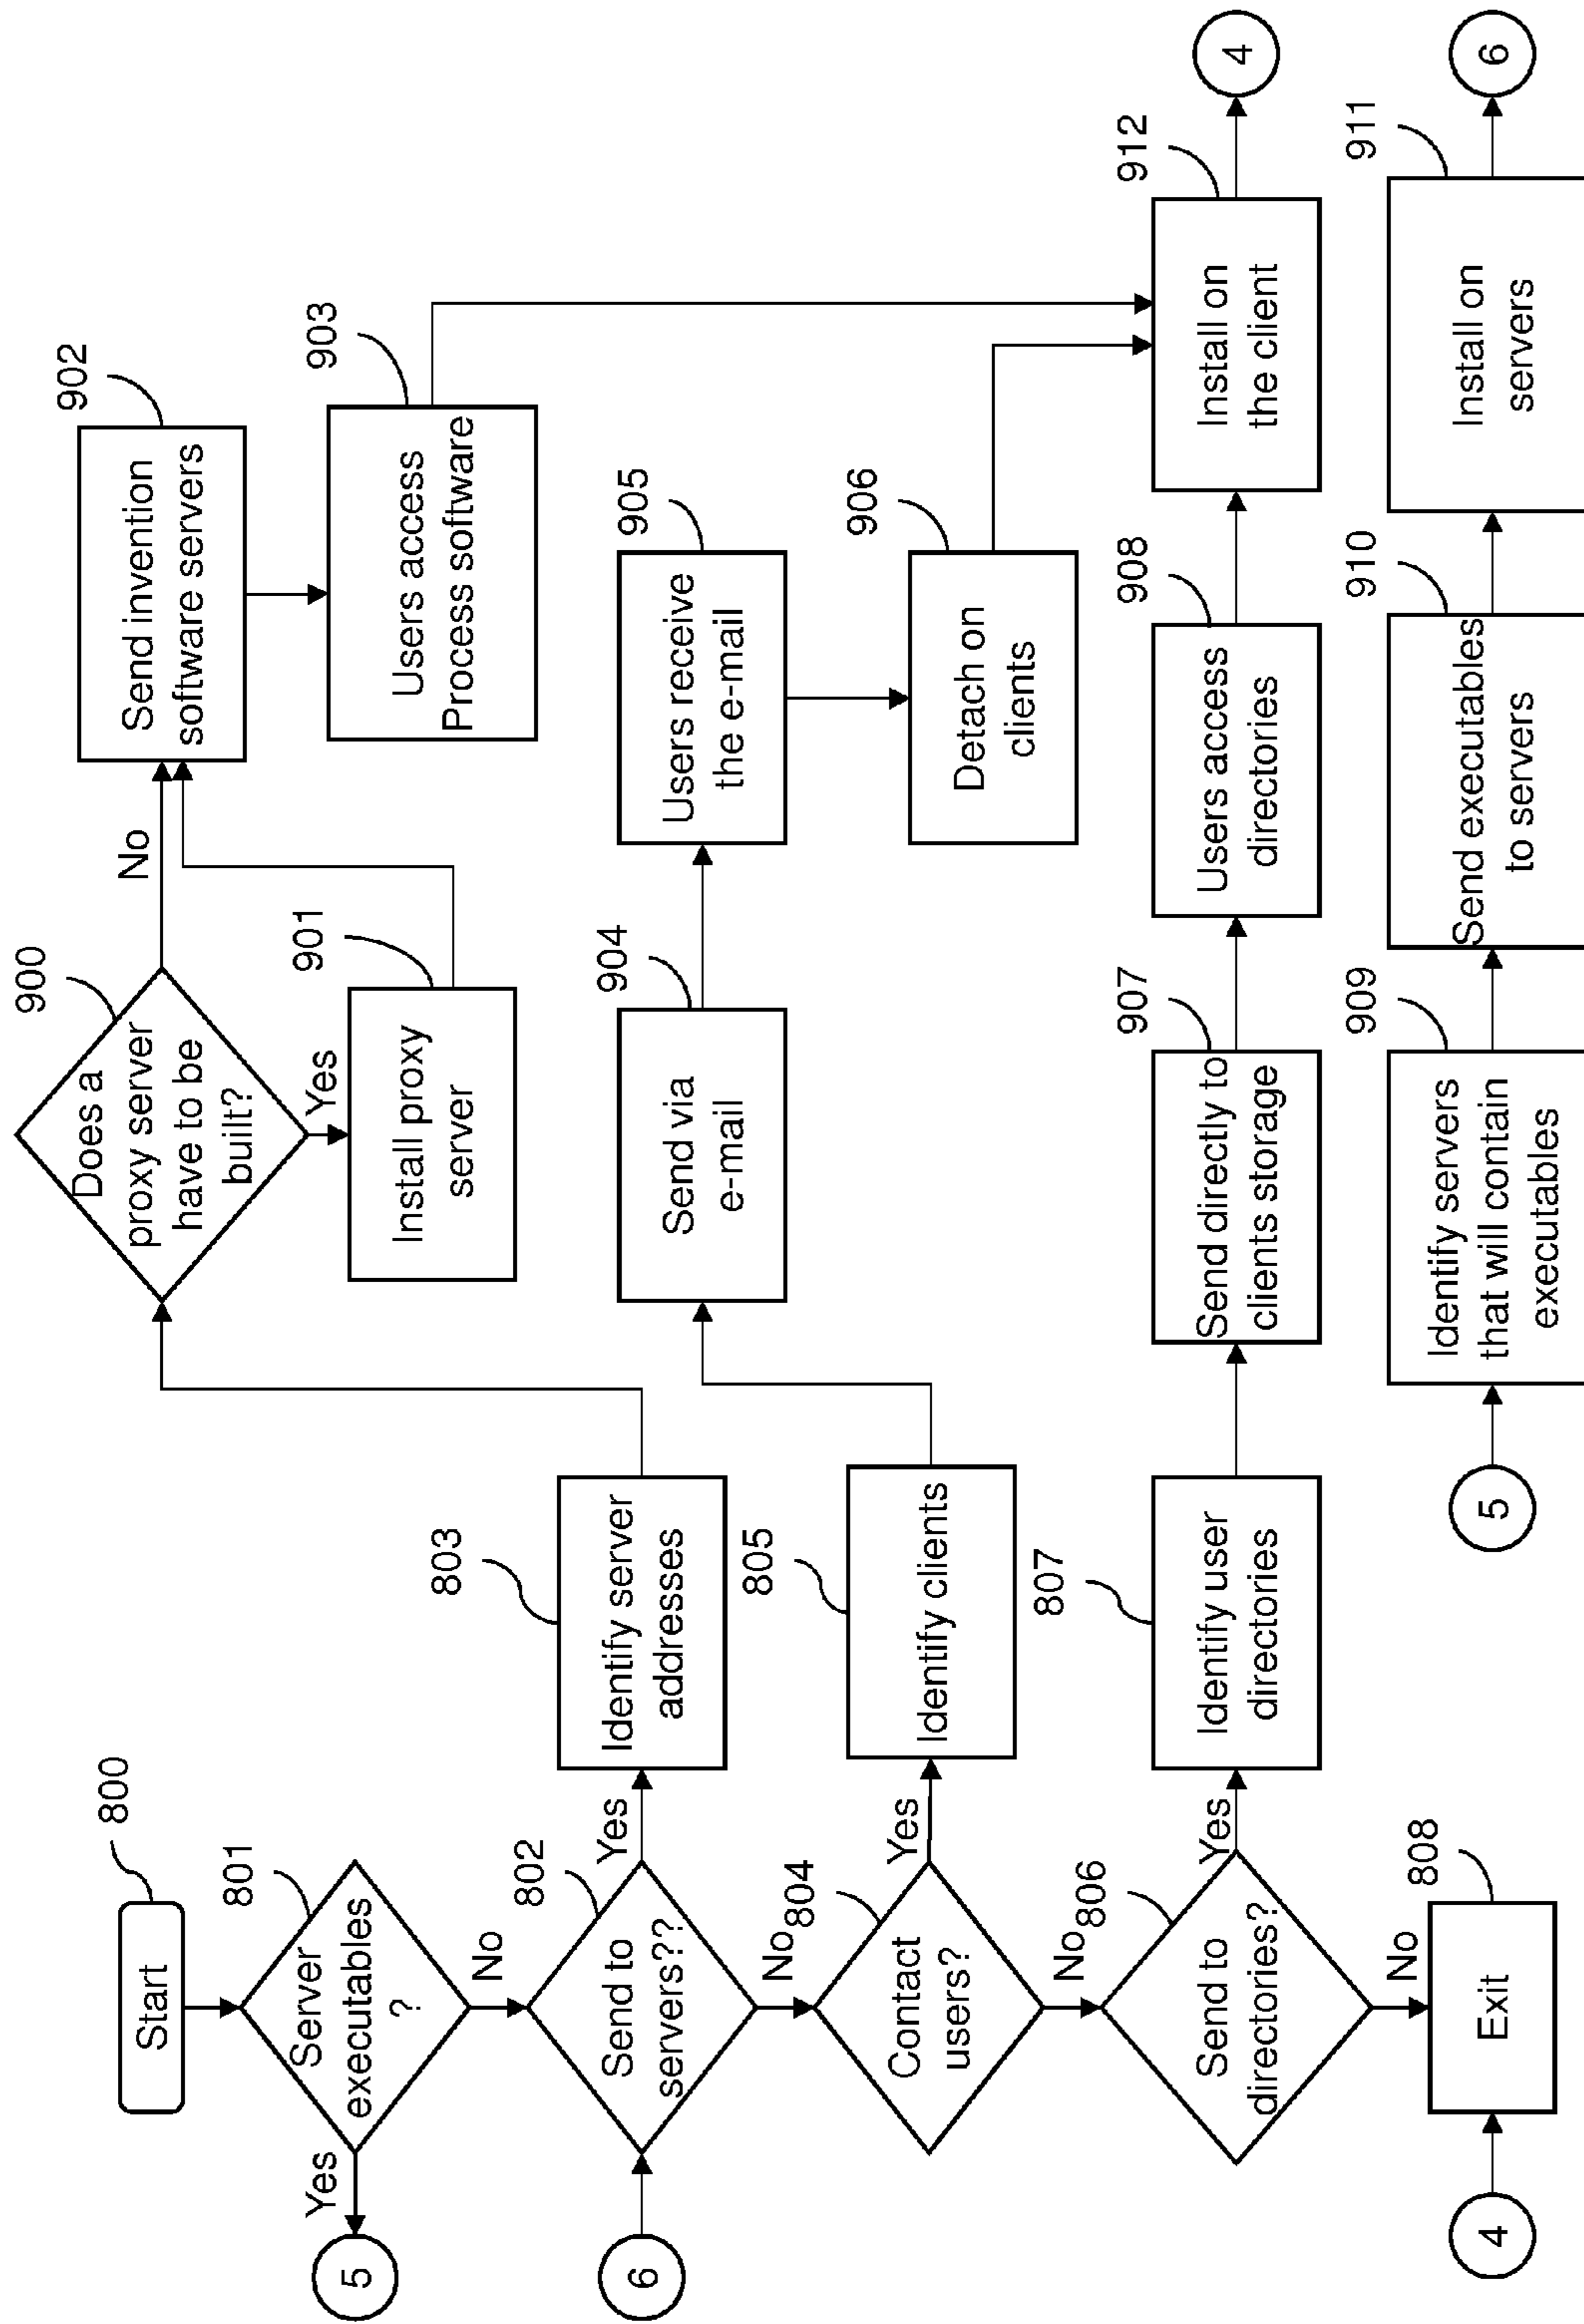 800
Start
801
Server
executables
?
Yes
5
No
802
Send to
servers??
6
Yes
803
Identify server
addresses
No
804
Contact
users?
Yes
805
Identify clients
No
806
Send to
directories?
Yes
807
Identify user
directories
No
808
Exit
4
900
Does a
proxy server
have to be
built?
No
Yes
901
Install proxy
server
902
Send invention
software servers
903
Users access
Process software
904
Send via
e-mail
905
Users receive
the e-mail
906
Detach on
clients
907
Send directly to
clients storage
908
Users access
directories
912
Install on
the client
4
5
909
Identify servers
that will contain
executables
910
Send executables
to servers
911
Install on
servers
6